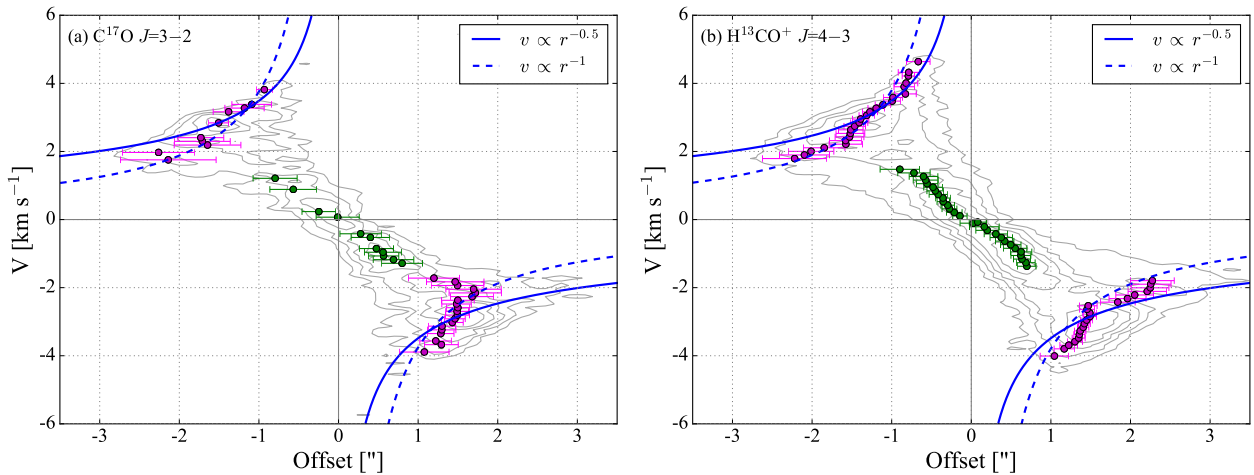 (a) C¹⁷O J=3−2
v ∝ r⁻⁰·⁵
v ∝ r⁻¹
6
4
2
0
-2
-4
-6
V [km s⁻¹]
-3 -2 -1 0 1 2 3
Offset ["]
(b) H¹³CO⁺ J=4−3
v ∝ r⁻⁰·⁵
v ∝ r⁻¹
6
4
2
0
-2
-4
-6
V [km s⁻¹]
-3 -2 -1 0 1 2 3
Offset ["]